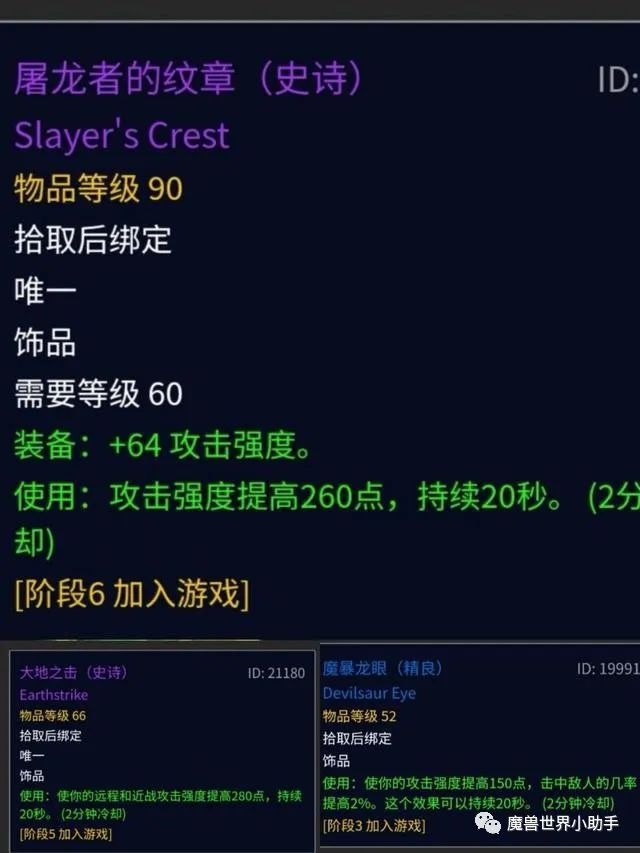 屠龙者的纹章（史诗） ID:
Slayer's Crest
物品等级 90
拾取后绑定
唯一
饰品
需要等级 60
装备：+64 攻击强度。
使用：攻击强度提高260点，持续20秒。 (2分
却)
[阶段6 加入游戏]
大地之击（史诗） ID: 21180
Earthstrike
物品等级 66
拾取后绑定
唯一
饰品
使用：使你的远程和近战攻击强度提高280点，持续
20秒。 (2分钟冷却)
[阶段5 加入游戏]
魔暴龙眼（精良） ID: 19991
Devilsaur Eye
物品等级 52
拾取后绑定
饰品
使用：使你的攻击强度提高150点，击中敌人的几率
提高2%。这个效果可以持续20秒。 (2分钟冷却)
[阶段3 加入游戏]
魔兽世界小助手